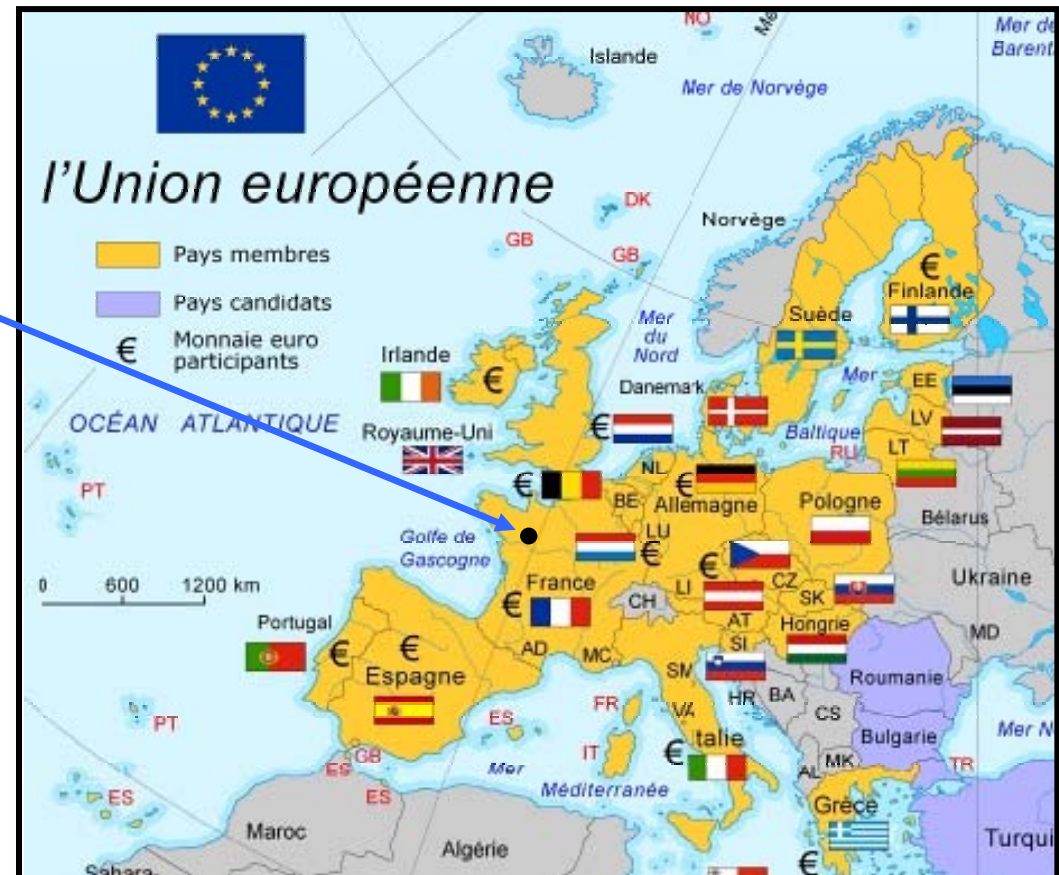 NO
Mer de
Barent
Islande
Mer de Norvège
l'Union européenne
DK
Norvège
GB
GB
Pays membres
€
Finlande
Pays candidats
Suède
Mer
du
Nord
€
Monnaie euro
participants
Irlande
€
Danemark
Mer
EE
OCÉAN ATLANTIQUE
Royaume-Uni
€
Baltique
LV
RU
LT
PT
€
NL
€
BE
Allemagne
Pologne
Bélarus
Golfe de
Gascogne
LU
€
€
0 600 1200 km
France
€
CH
LI
CZ
SK
Ukraine
Portugal
€
€
AD
MC
AT
Hongrie
SI
MD
Espagne
SM
Roumanie
FR
VA
HR
BA
CS
PT
ES
Bulgarie
Mer N
Italie
€
IT
GB
ES
Mer
Méditerranée
MK
AL
TR
ES
ES
Grèce
Maroc
Algérie
Turqui
€
Sahara-